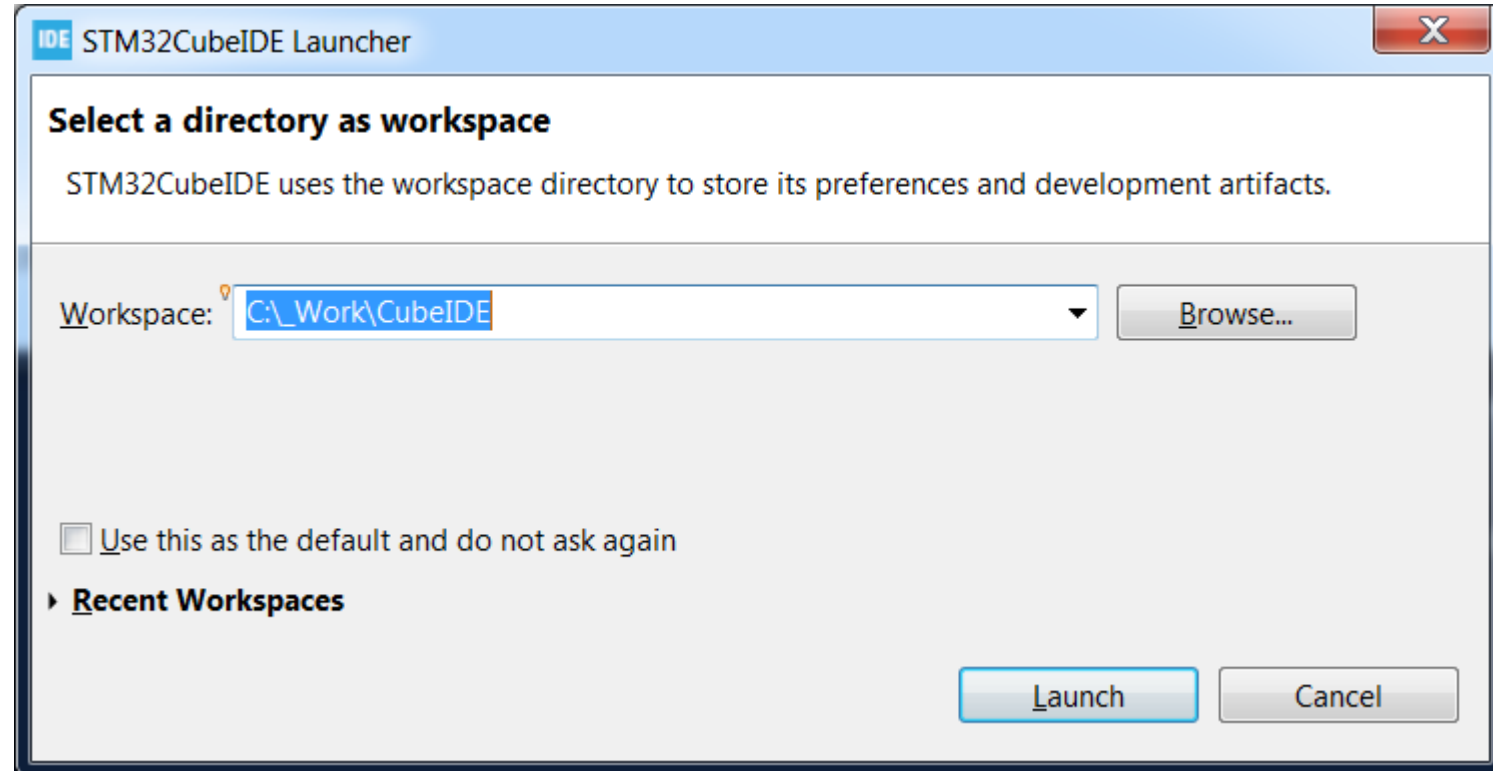 IDE STM32CubeIDE Launcher X
Select a directory as workspace
STM32CubeIDE uses the workspace directory to store its preferences and development artifacts.
Workspace: C:\_Work\CubeIDE Browse...
Use this as the default and do not ask again
Recent Workspaces
Launch Cancel